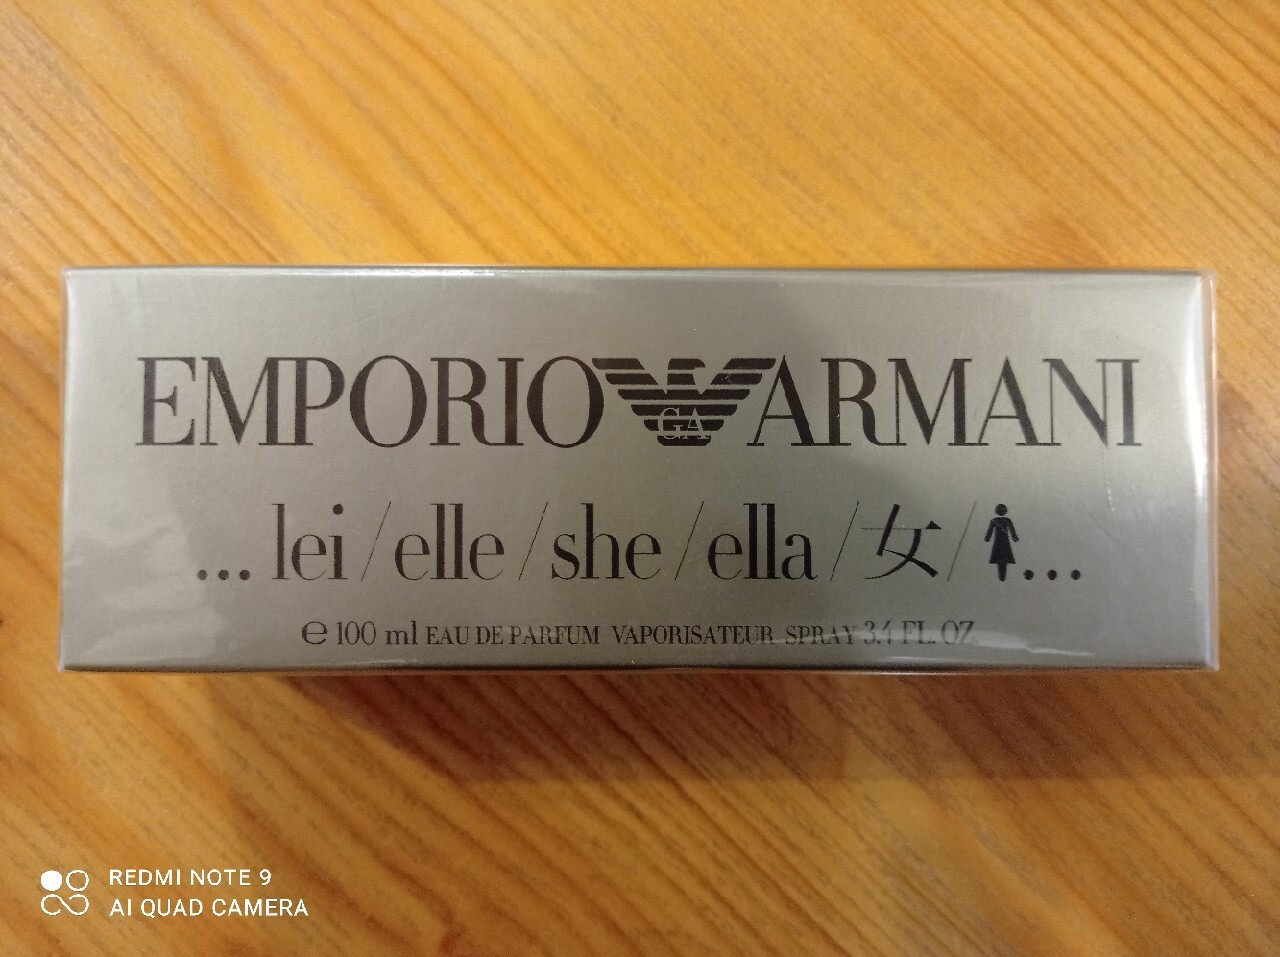 EMPORIO GA ARMANI
... lei / elle / she / ella / 女 / ...
e 100 ml EAU DE PARFUM VAPORISATEUR SPRAY 3.4 FL. OZ
REDMI NOTE 9
AI QUAD CAMERA